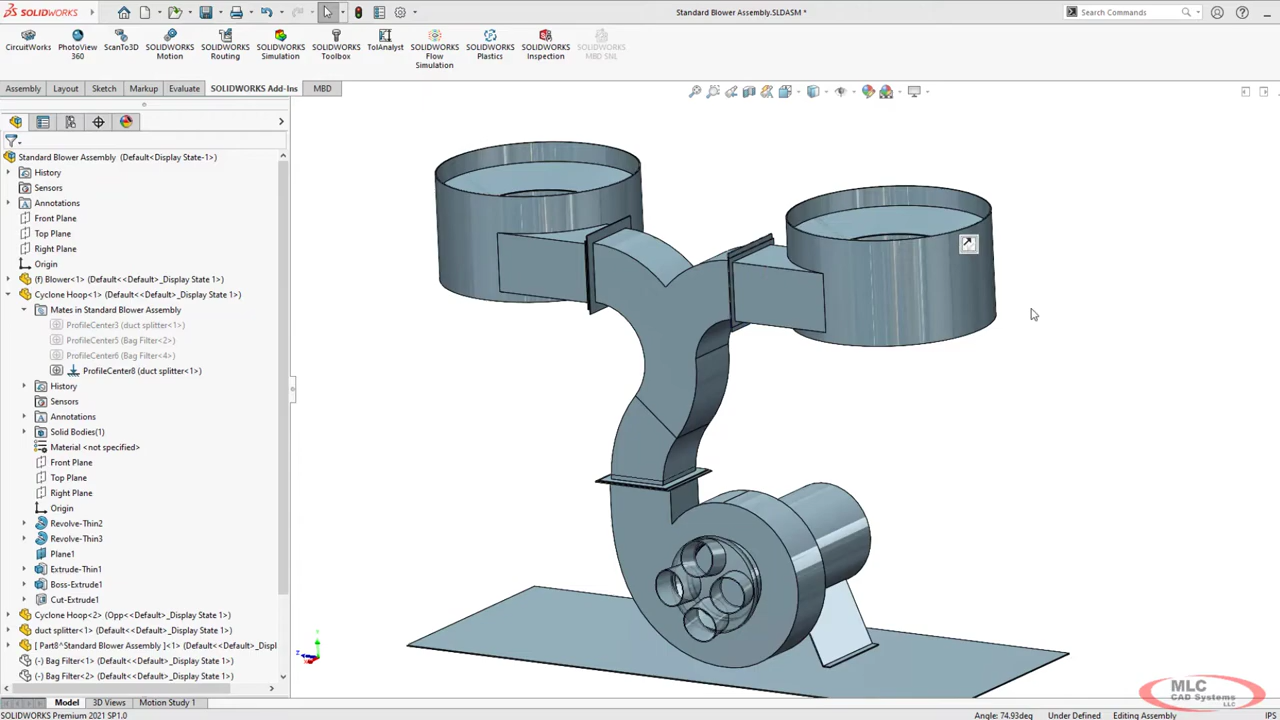 SOLIDWORKS
Standard Blower Assembly.SLDASM *
Search Commands
CircuitWorks
PhotoView
360
ScanTo3D
SOLIDWORKS
Motion
SOLIDWORKS
Routing
SOLIDWORKS
Simulation
SOLIDWORKS
Toolbox
TolAnalyst
SOLIDWORKS
Flow
Simulation
SOLIDWORKS
Plastics
SOLIDWORKS
Inspection
SOLIDWORKS
MBD SNL
Assembly Layout Sketch Markup Evaluate SOLIDWORKS Add-Ins MBD
Standard Blower Assembly (Default<Display State-1>)
History
Sensors
Annotations
Front Plane
Top Plane
Right Plane
Origin
(f) Blower<1> (Default<<Default>_Display State 1>)
Cyclone Hoop<1> (Default<<Default>_Display State 1>)
Mates in Standard Blower Assembly
ProfileCenter3 (duct splitter<1>)
ProfileCenter5 (Bag Filter<2>)
ProfileCenter6 (Bag Filter<4>)
ProfileCenter8 (duct splitter<1>)
History
Sensors
Annotations
Solid Bodies(1)
Material <not specified>
Front Plane
Top Plane
Right Plane
Origin
Revolve-Thin2
Revolve-Thin3
Plane1
Extrude-Thin1
Boss-Extrude1
Cut-Extrude1
Cyclone Hoop<2> (Opp<<Default>_Display State 1>)
duct splitter<1> (Default<<Default>_Display State 1>)
[ Part8^Standard Blower Assembly ]<1> (Default<<Default>_Displ
(-) Bag Filter<1> (Default<<Default>_Display State 1>)
(-) Bag Filter<2> (Default<<Default>_Display State 1>)
Model 3D Views Motion Study 1
SOLIDWORKS Premium 2021 SP1.0
Angle: 74.93deg Under Defined Editing Assembly IPS
MLC
CAD Systems
LLC